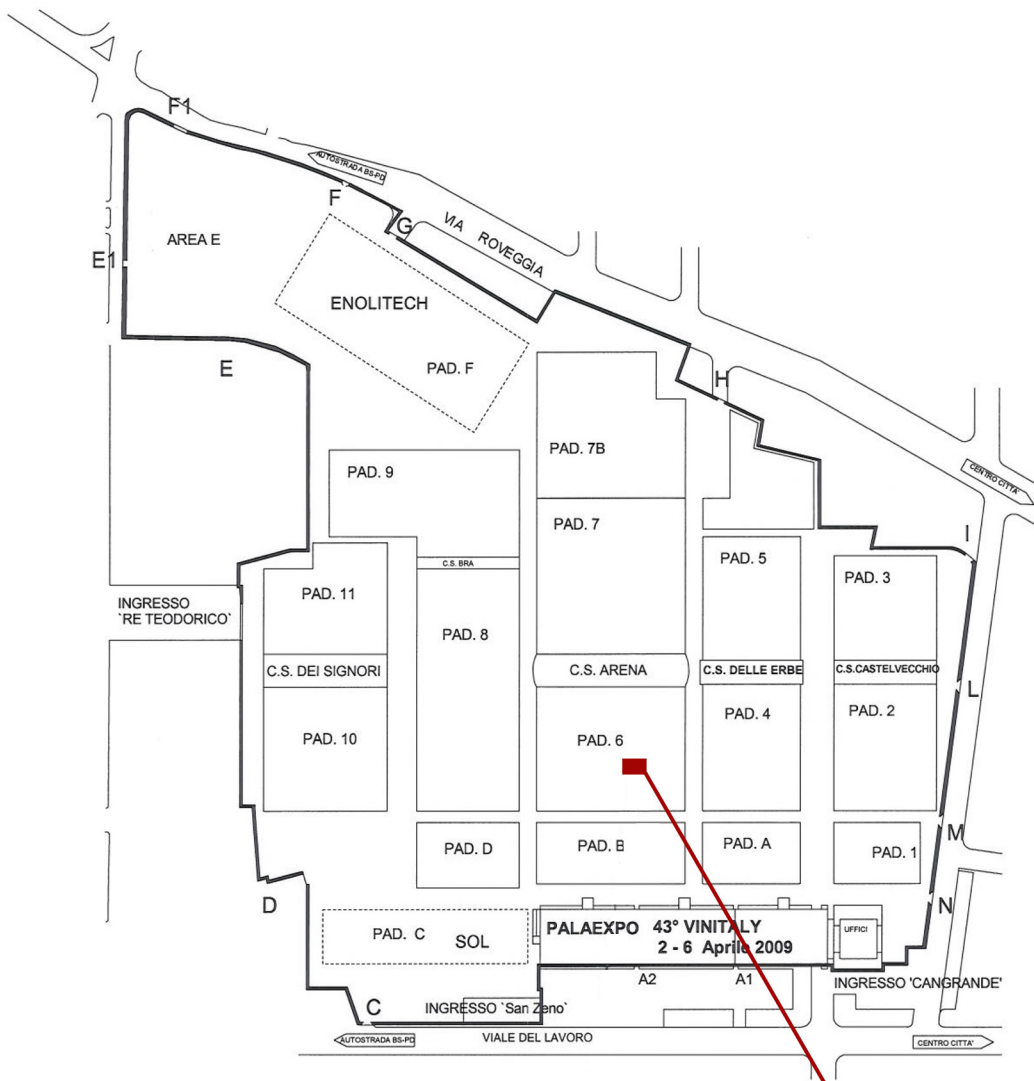 F1
AUTOSTRADA BS-PD
F
G
VIA ROVEGGIA
AREA E
E1
ENOLITECH
PAD. F
E
H
PAD. 7B
PAD. 9
CENTRO CITTA'
PAD. 7
I
C.S. BRA
PAD. 5
PAD. 3
PAD. 11
INGRESSO
`RE TEODORICO`
PAD. 8
C.S. DEI SIGNORI
C.S. ARENA
C.S. DELLE ERBE
C.S.CASTELVECCHIO
L
PAD. 10
PAD. 6
PAD. 4
PAD. 2
M
PAD. D
PAD. B
PAD. A
PAD. 1
D
N
PAD. C
SOL
PALAEXPO 43° VINITALY
2 - 6 Aprile 2009
UFFICI
A2
A1
INGRESSO 'CANGRANDE'
C
INGRESSO `San Zeno`
AUTOSTRADA BS-PD
VIALE DEL LAVORO
CENTRO CITTA'